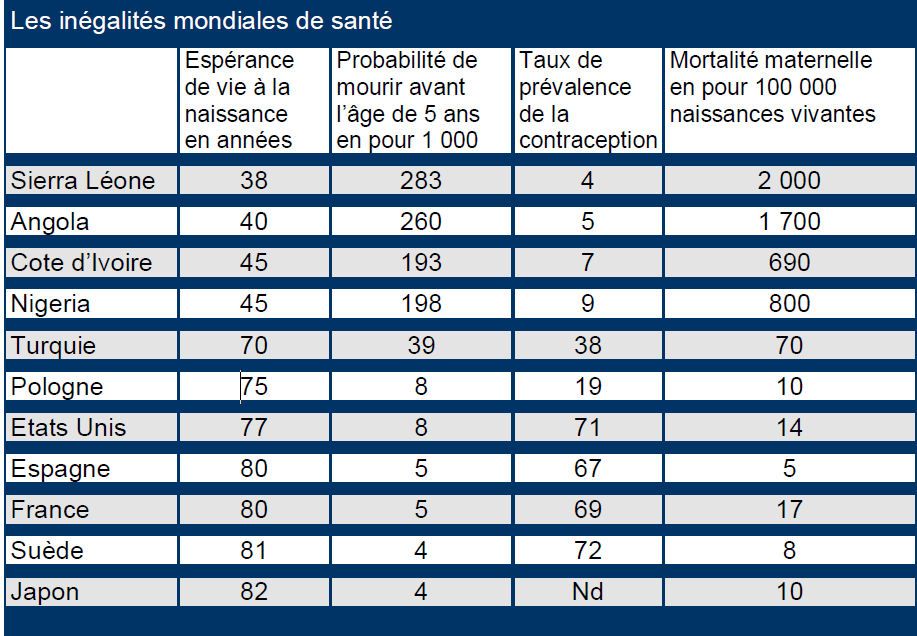 Les inégalités mondiales de santé
Espérance de vie à la naissance en années Probabilité de mourir avant l'âge de 5 ans en pour 1 000 Taux de prévalence de la contraception Mortalité maternelle en pour 100 000 naissances vivantes
Sierra Léone 38 283 4 2 000
Angola 40 260 5 1 700
Cote d'Ivoire 45 193 7 690
Nigeria 45 198 9 800
Turquie 70 39 38 70
Pologne 75 8 19 10
Etats Unis 77 8 71 14
Espagne 80 5 67 5
France 80 5 69 17
Suède 81 4 72 8
Japon 82 4 Nd 10